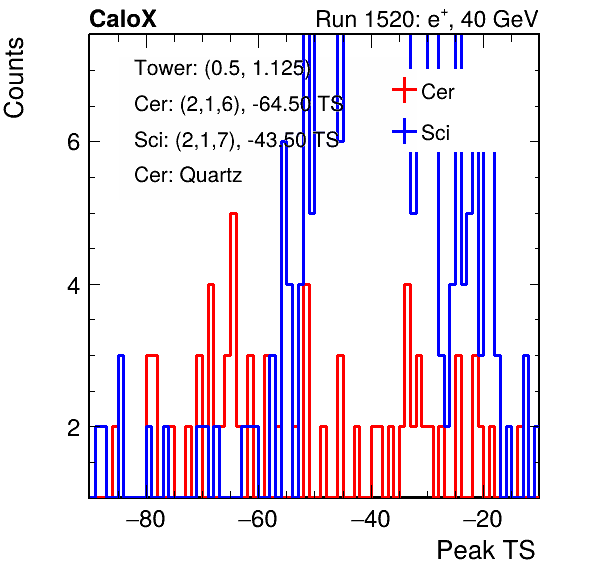 CaloX Run 1520: e⁺, 40 GeV
Counts
Tower: (0.5, 1.125)
Cer: (2,1,6), -64.50 TS
Sci: (2,1,7), -43.50 TS
Cer: Quartz
Cer
Sci
6
4
2
−80 −60 −40 −20
Peak TS